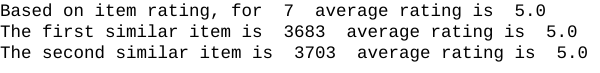 Based on item rating, for  7  average rating is  5.0
The first similar item is  3683  average rating is  5.0
The second similar item is  3703  average rating is  5.0